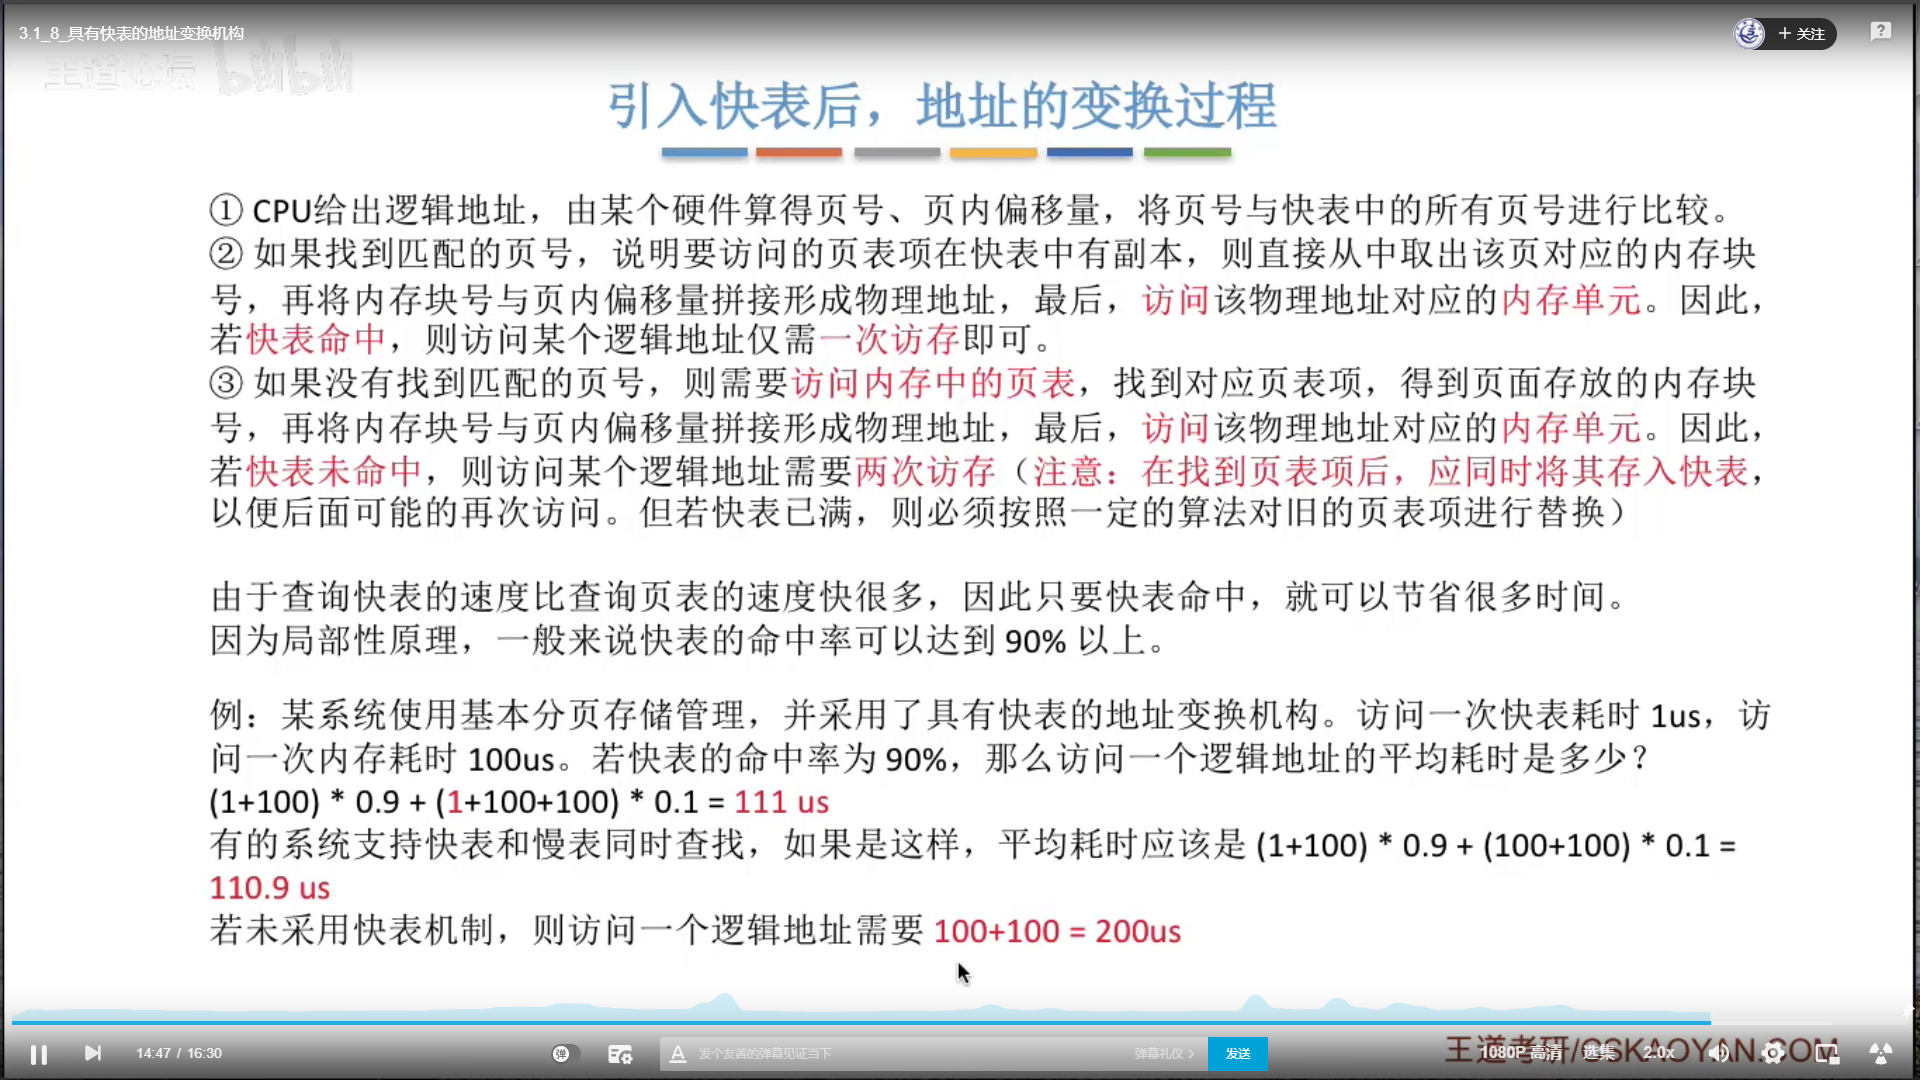 3.1_8_具有快表的地址变换机构
+ 关注
王道论坛 bilibili
引入快表后，地址的变换过程
① CPU给出逻辑地址，由某个硬件算得页号、页内偏移量，将页号与快表中的所有页号进行比较。
② 如果找到匹配的页号，说明要访问的页表项在快表中有副本，则直接从中取出该页对应的内存块
号，再将内存块号与页内偏移量拼接形成物理地址，最后，访问该物理地址对应的内存单元。因此，
若快表命中，则访问某个逻辑地址仅需一次访存即可。
③ 如果没有找到匹配的页号，则需要访问内存中的页表，找到对应页表项，得到页面存放的内存块
号，再将内存块号与页内偏移量拼接形成物理地址，最后，访问该物理地址对应的内存单元。因此，
若快表未命中，则访问某个逻辑地址需要两次访存（注意：在找到页表项后，应同时将其存入快表，
以便后面可能的再次访问。但若快表已满，则必须按照一定的算法对旧的页表项进行替换）
由于查询快表的速度比查询页表的速度快很多，因此只要快表命中，就可以节省很多时间。
因为局部性原理，一般来说快表的命中率可以达到 90% 以上。
例：某系统使用基本分页存储管理，并采用了具有快表的地址变换机构。访问一次快表耗时 1us，访
问一次内存耗时 100us。若快表的命中率为 90%，那么访问一个逻辑地址的平均耗时是多少？
(1+100) * 0.9 + (1+100+100) * 0.1 = 111 us
有的系统支持快表和慢表同时查找，如果是这样，平均耗时应该是 (1+100) * 0.9 + (100+100) * 0.1 =
110.9 us
若未采用快表机制，则访问一个逻辑地址需要 100+100 = 200us
14:47 / 16:30
弹
发个友善的弹幕见证当下
弹幕礼仪 >
发送
王道考研/CSKAOYAN.COM
1080P 高清
选集
2.0x